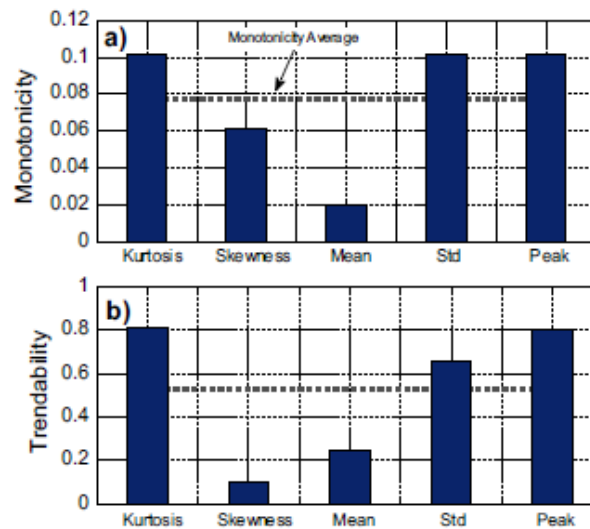 a)
Monotonicity Average
Monotonicity
0.12
0.1
0.08
0.06
0.04
0.02
0
Kurtosis Skewness Mean Std Peak
b)
Trendability
1
0.8
0.6
0.4
0.2
0
Kurtosis Skewness Mean Std Peak